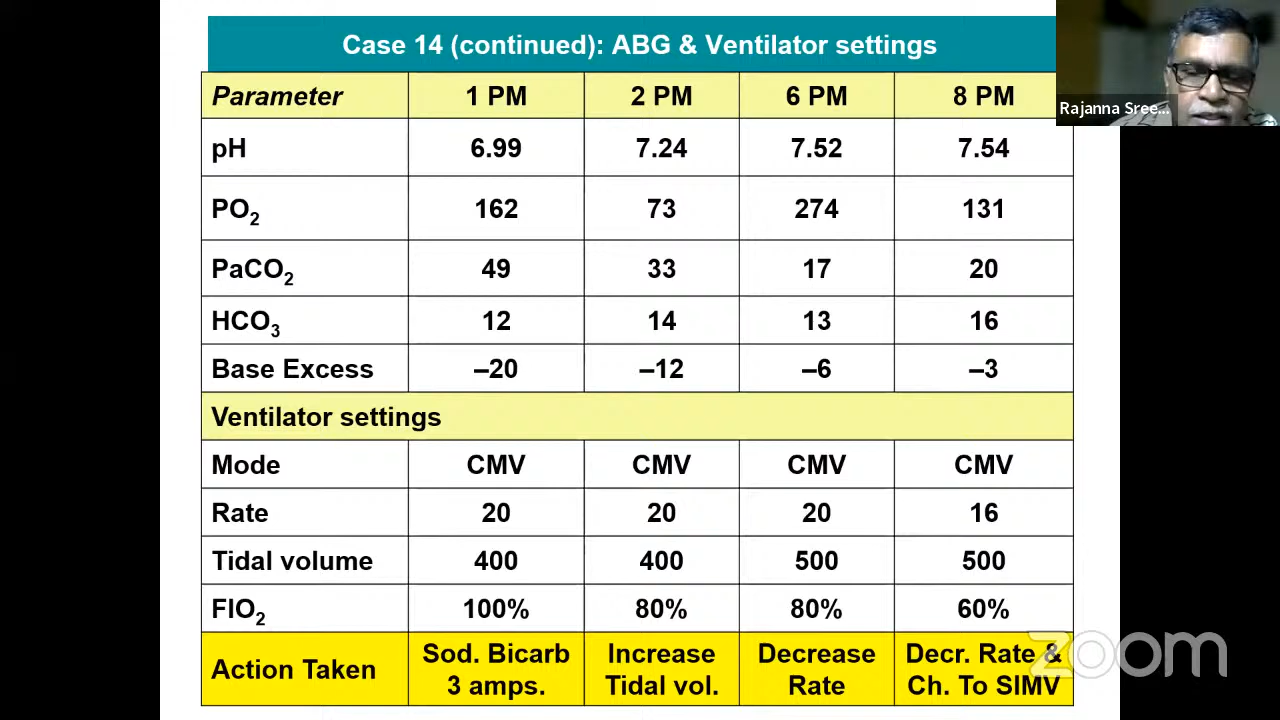 Case 14 (continued): ABG & Ventilator settings
Parameter 1 PM 2 PM 6 PM 8 PM
pH 6.99 7.24 7.52 7.54
PO2 162 73 274 131
PaCO2 49 33 17 20
HCO3 12 14 13 16
Base Excess –20 –12 –6 –3
Ventilator settings
Mode CMV CMV CMV CMV
Rate 20 20 20 16
Tidal volume 400 400 500 500
FIO2 100% 80% 80% 60%
Action Taken Sod. Bicarb 3 amps. Increase Tidal vol. Decrease Rate Decr. Rate & Ch. To SIMV
Rajanna Sree...
zoom